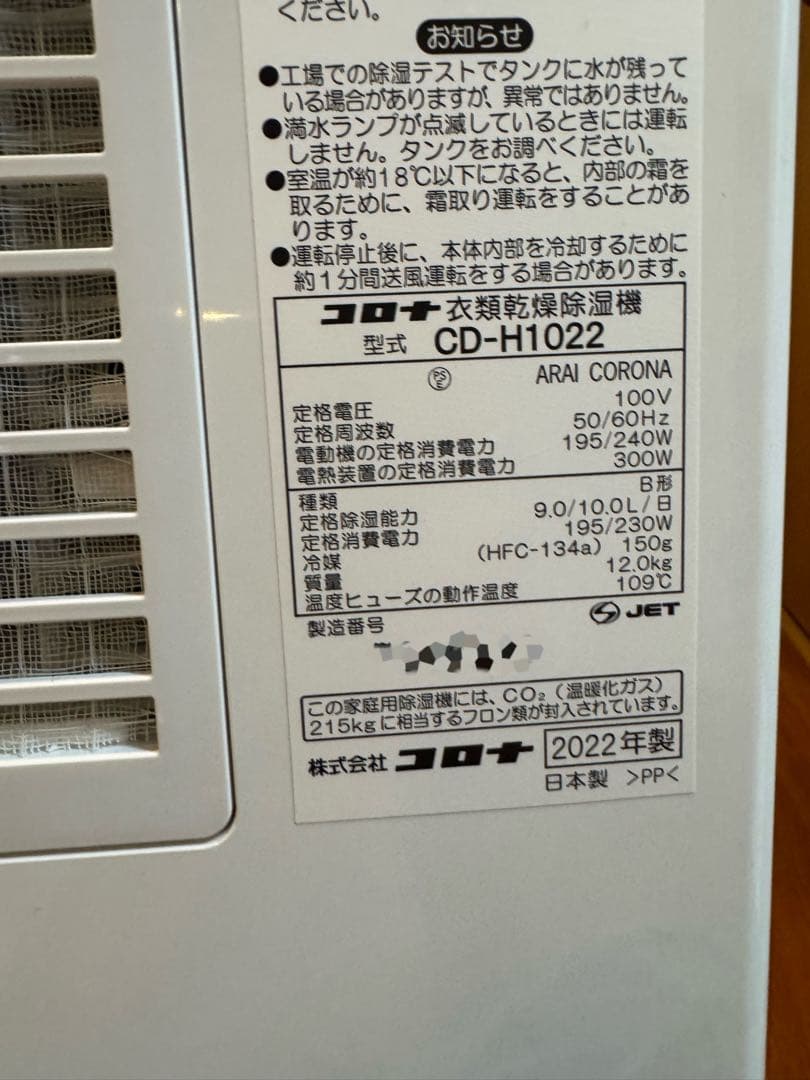 ください。
お知らせ
●工場での除湿テストでタンクに水が残って
いる場合がありますが、異常ではありません。
●満水ランプが点滅しているときには運転
しません。タンクをお調べください。
●室温が約18℃以下になると、内部の霜を
取るために、霜取り運転をすることがあ
ります。
●運転停止後に、本体内部を冷却するために
約1分間送風運転をする場合があります。
コロナ 衣類乾燥除湿機
型式 CD-H1022
PS E ARAI CORONA
定格電圧 100V
定格周波数 50/60Hz
電動機の定格消費電力 195/240W
電熱装置の定格消費電力 300W
種類 B形
定格除湿能力 9.0/10.0L/日
定格消費電力 195/230W
冷媒 (HFC-134a) 150g
質量 12.0kg
温度ヒューズの動作温度 109℃
JET
製造番号
この家庭用除湿機には、CO₂(温暖化ガス)
215kgに相当するフロン類が封入されています。
株式会社 コロナ 2022年製
日本製 >PP<